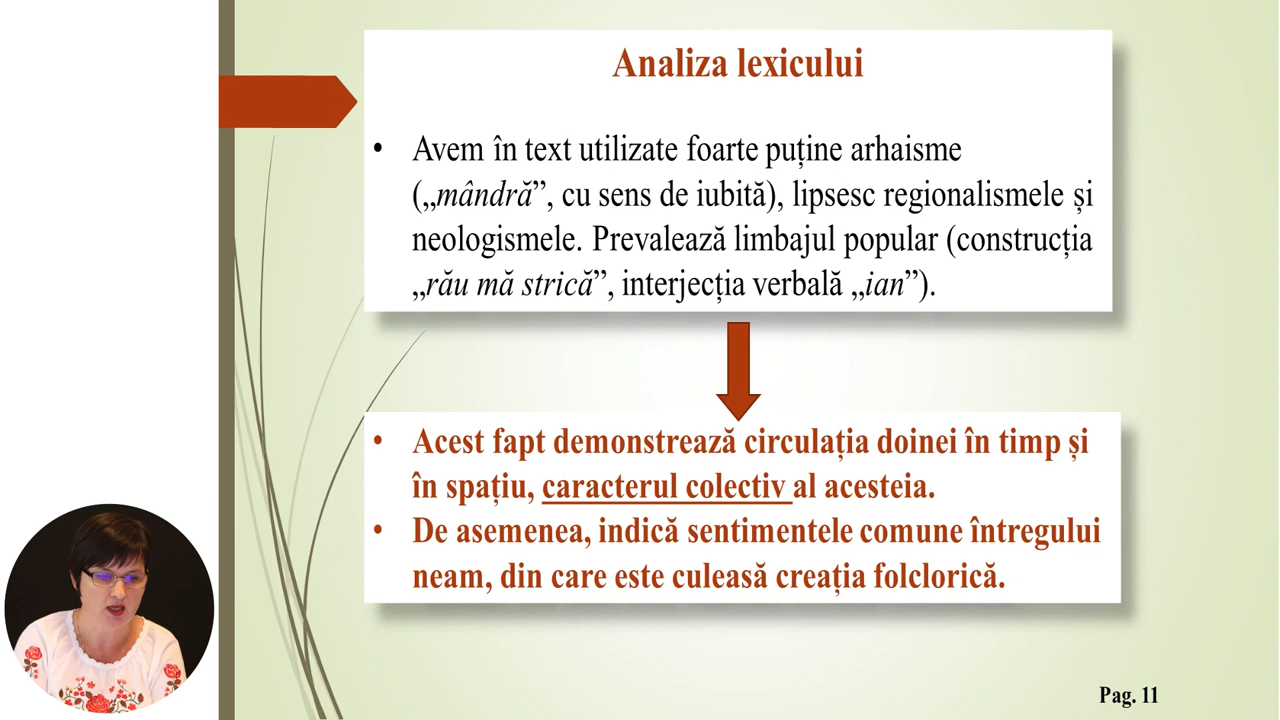 Analiza lexicului
• Avem în text utilizate foarte puține arhaisme
(„mândră”, cu sens de iubită), lipsesc regionalismele și
neologismele. Prevalează limbajul popular (construcția
„rău mă strică”, interjecția verbală „ian”).
• Acest fapt demonstrează circulația doinei în timp și
în spațiu, caracterul colectiv al acesteia.
• De asemenea, indică sentimentele comune întregului
neam, din care este culeasă creația folclorică.
Pag. 11